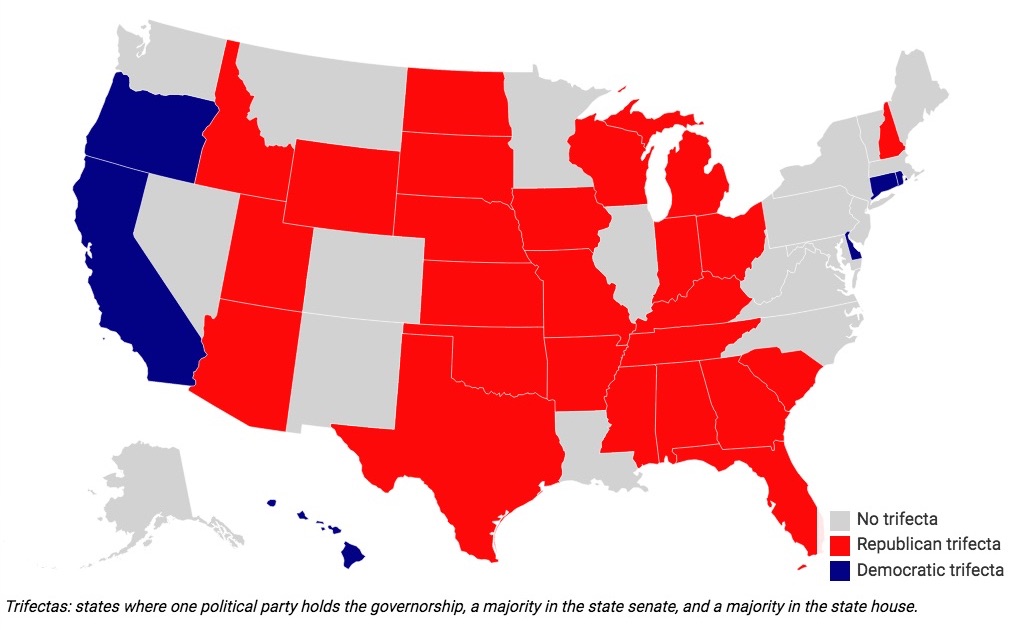 No trifecta
Republican trifecta
Democratic trifecta
Trifectas: states where one political party holds the governorship, a majority in the state senate, and a majority in the state house.